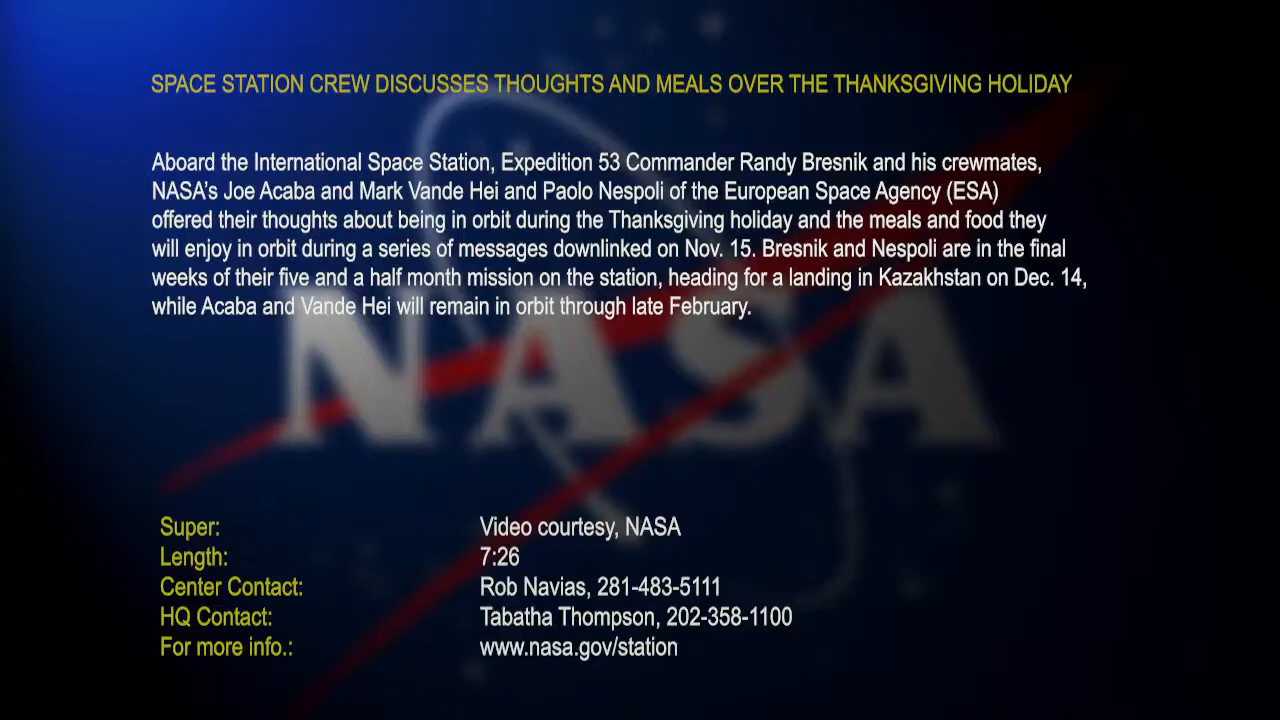 SPACE STATION CREW DISCUSSES THOUGHTS AND MEALS OVER THE THANKSGIVING HOLIDAY
Aboard the International Space Station, Expedition 53 Commander Randy Bresnik and his crewmates,
NASA's Joe Acaba and Mark Vande Hei and Paolo Nespoli of the European Space Agency (ESA)
offered their thoughts about being in orbit during the Thanksgiving holiday and the meals and food they
will enjoy in orbit during a series of messages downlinked on Nov. 15. Bresnik and Nespoli are in the final
weeks of their five and a half month mission on the station, heading for a landing in Kazakhstan on Dec. 14,
while Acaba and Vande Hei will remain in orbit through late February.
NASA
Super: Video courtesy, NASA
Length: 7:26
Center Contact: Rob Navias, 281-483-5111
HQ Contact: Tabatha Thompson, 202-358-1100
For more info.: www.nasa.gov/station